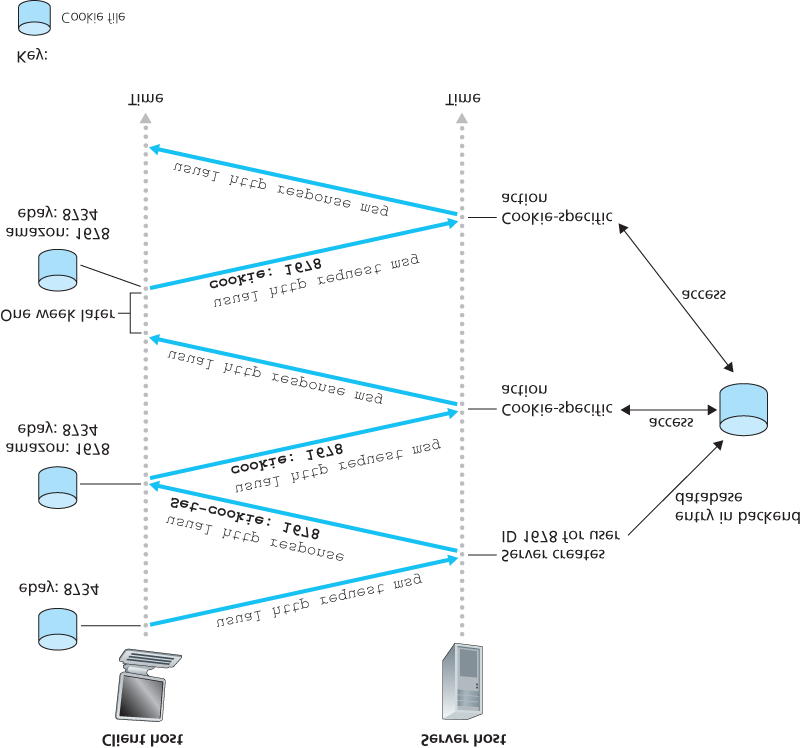 Client host
Server host
ebay: 8734
usual http request msg
Server creates
ID 1678 for user
entry in backend
database
usual http response
Set-cookie: 1678
amazon: 1678
ebay: 8734
usual http request msg
cookie: 1678
Cookie-specific
action
access
usual http response msg
One week later
access
amazon: 1678
ebay: 8734
usual http request msg
cookie: 1678
Cookie-specific
action
usual http response msg
Time
Time
Key:
Cookie file